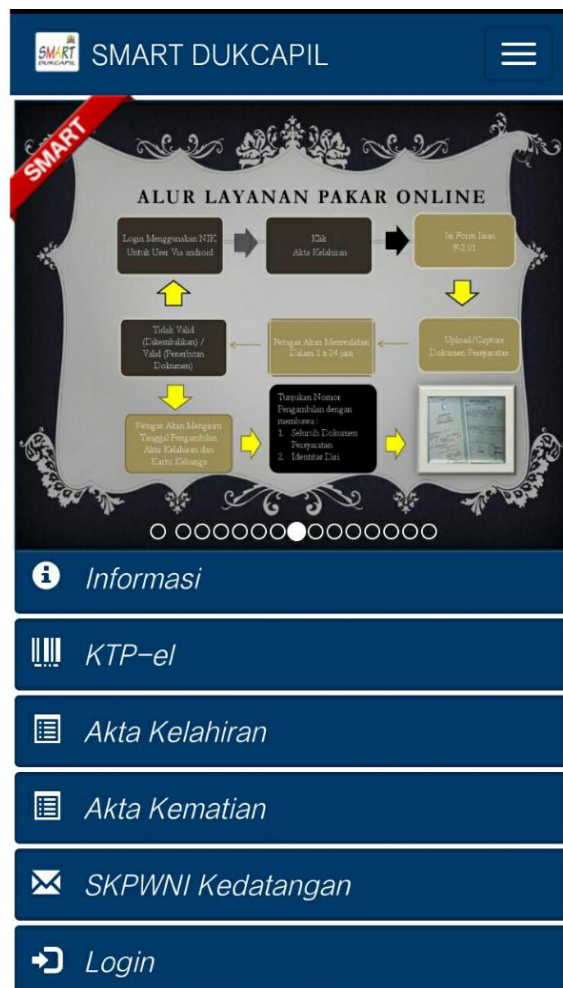 SMART DUKCAPIL
SMART
ALUR LAYANAN PAKAR ONLINE
Login Menggunakan NIK
Untuk User Via android
Klik
Akta Kelahiran
Isi Form Isian
F-2.01
Tidak Valid
(Dikembalikan) /
Valid (Penerbitan
Dokumen)
Petugas Akan Memvalidasi
Dalam 1 x 24 jam
Upload/Capture
Dokumen Persyaratan
Petugas Akan Mengirim
Tanggal Pengambilan
Akta Kelahiran dan
Kartu Keluarga
Tunjukan Nomor
Pengambilan dengan
membawa :
1. Seluruh Dokumen
Persyaratan
2. Identitas Diri
Informasi
KTP-el
Akta Kelahiran
Akta Kematian
SKPWNI Kedatangan
Login